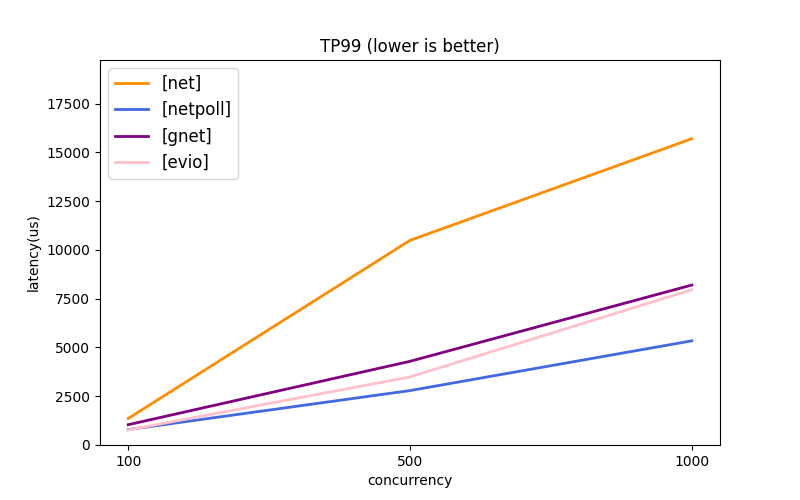 TP99 (lower is better)
[net]
[netpoll]
[gnet]
[evio]
latency(us)
17500
15000
12500
10000
7500
5000
2500
0
100
500
1000
concurrency